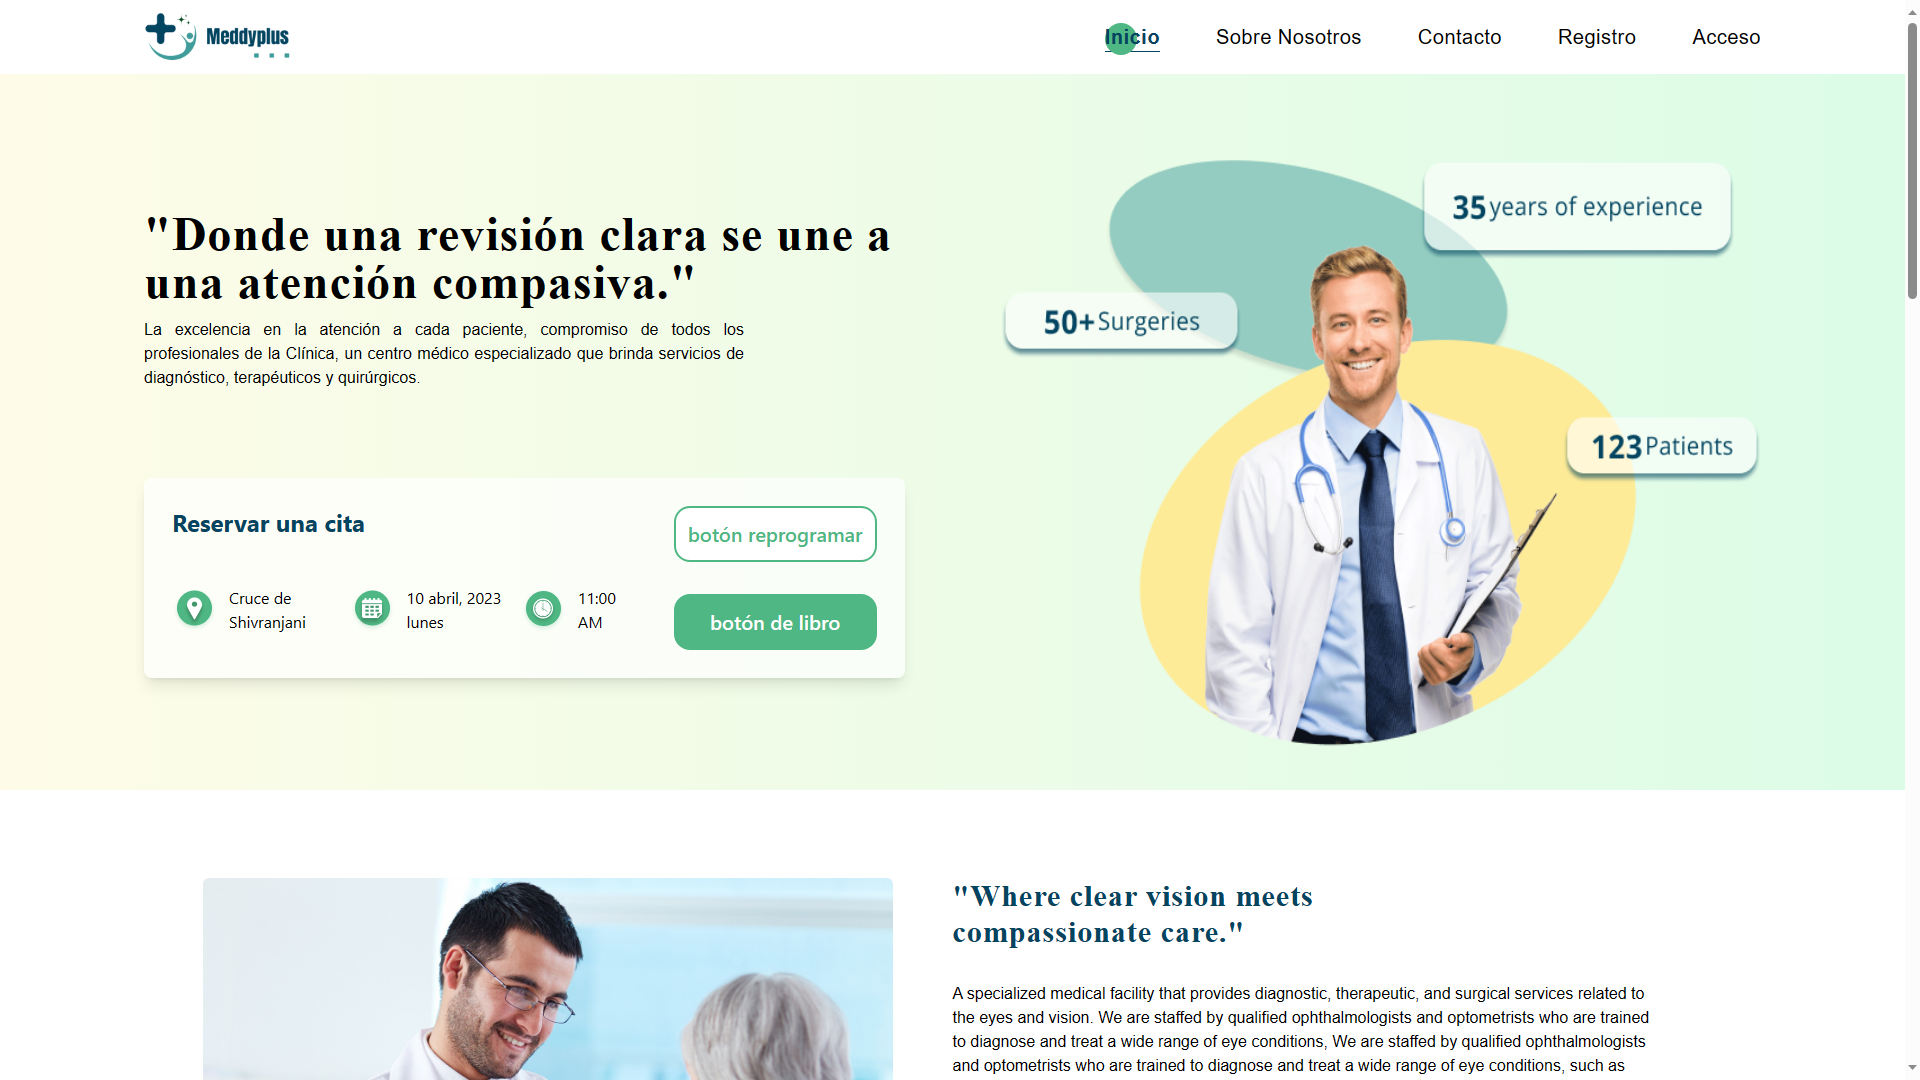 Meddyplus
Inicio Sobre Nosotros Contacto Registro Acceso
"Donde una revisión clara se une a
una atención compasiva."
La excelencia en la atención a cada paciente, compromiso de todos los
profesionales de la Clínica, un centro médico especializado que brinda servicios de
diagnóstico, terapéuticos y quirúrgicos.
35 years of experience
50+ Surgeries
123 Patients
Reservar una cita
botón reprogramar
Cruce de
Shivranjani
10 abril, 2023
lunes
11:00
AM
botón de libro
"Where clear vision meets
compassionate care."
A specialized medical facility that provides diagnostic, therapeutic, and surgical services related to
the eyes and vision. We are staffed by qualified ophthalmologists and optometrists who are trained
to diagnose and treat a wide range of eye conditions, We are staffed by qualified ophthalmologists
and optometrists who are trained to diagnose and treat a wide range of eye conditions, such as